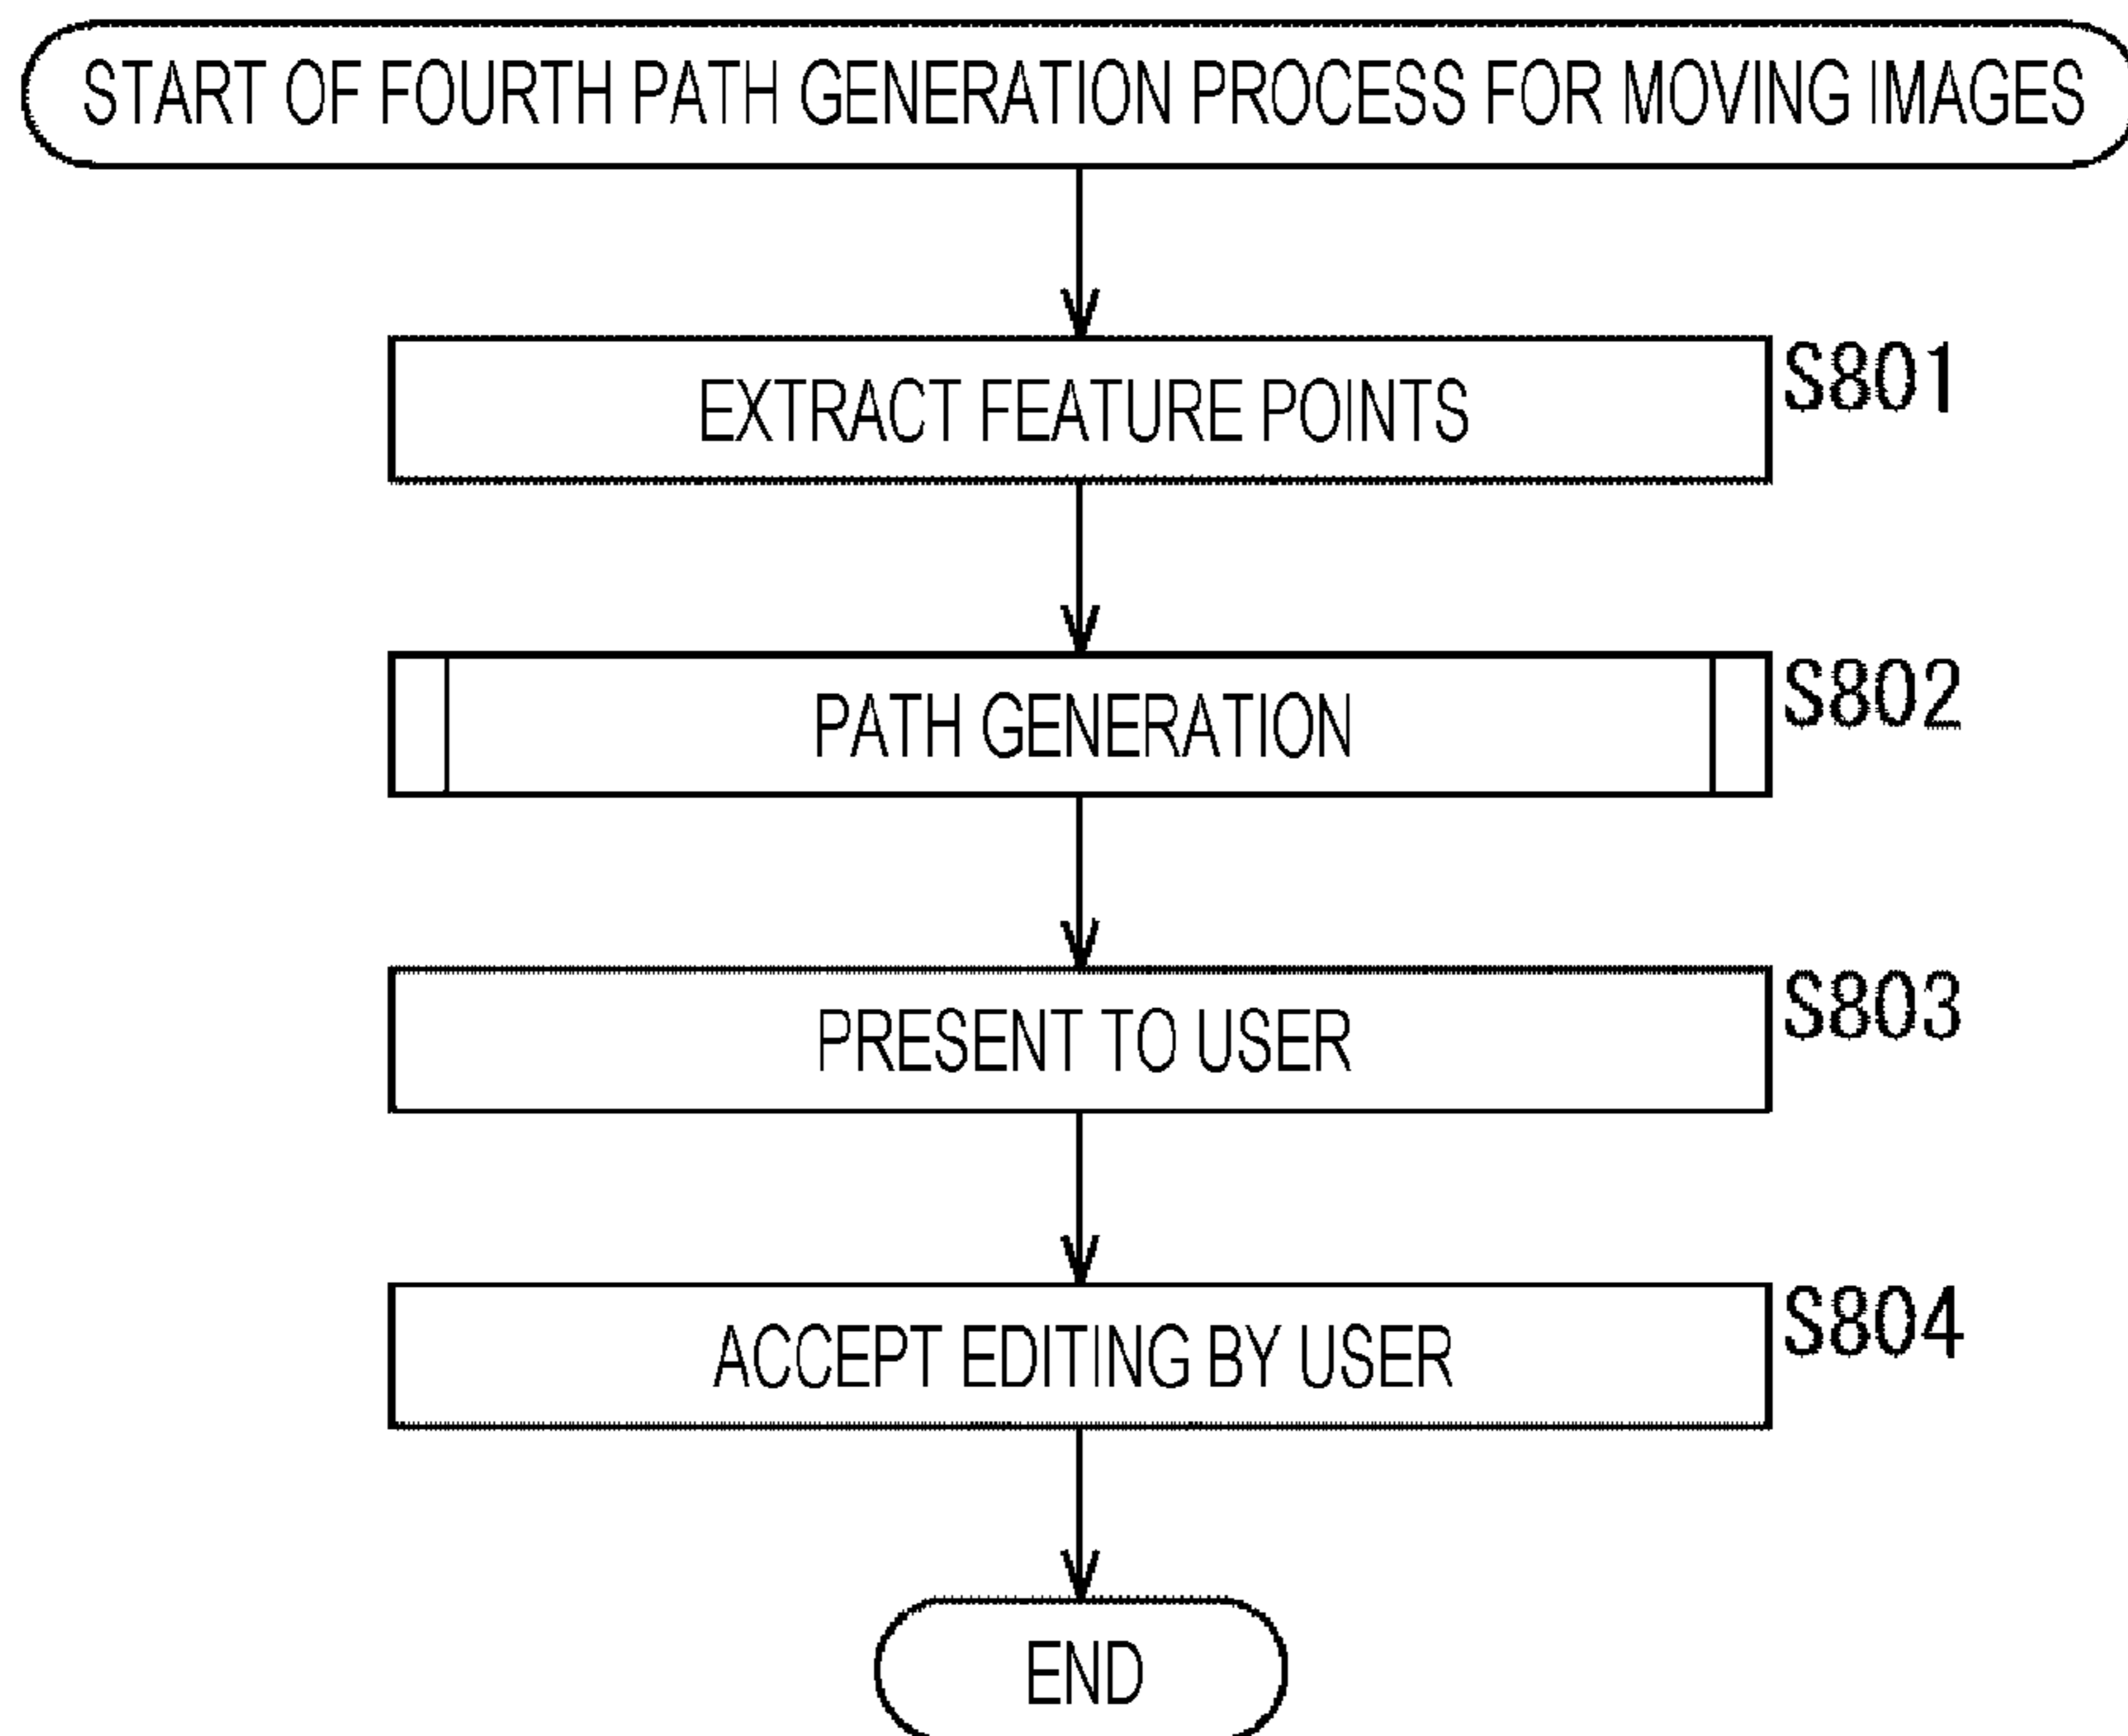 START OF FOURTH PATH GENERATION PROCESS FOR MOVING IMAGES
EXTRACT FEATURE POINTS
S801
PATH GENERATION
S802
PRESENT TO USER
S803
ACCEPT EDITING BY USER
S804
END